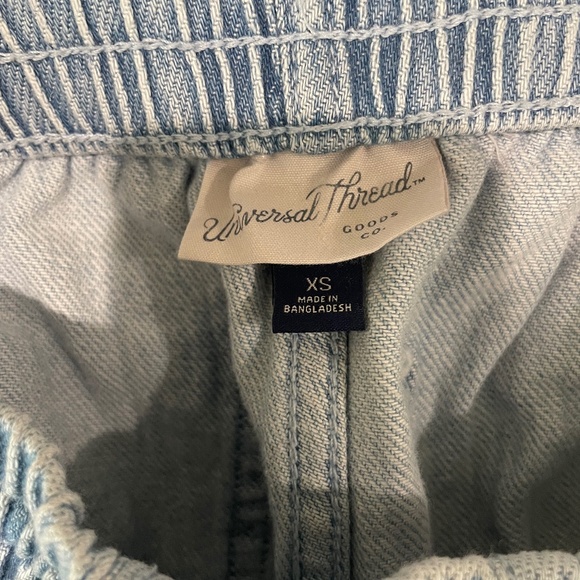 Universal Thread™
GOODS
CO.
XS
MADE IN
BANGLADESH